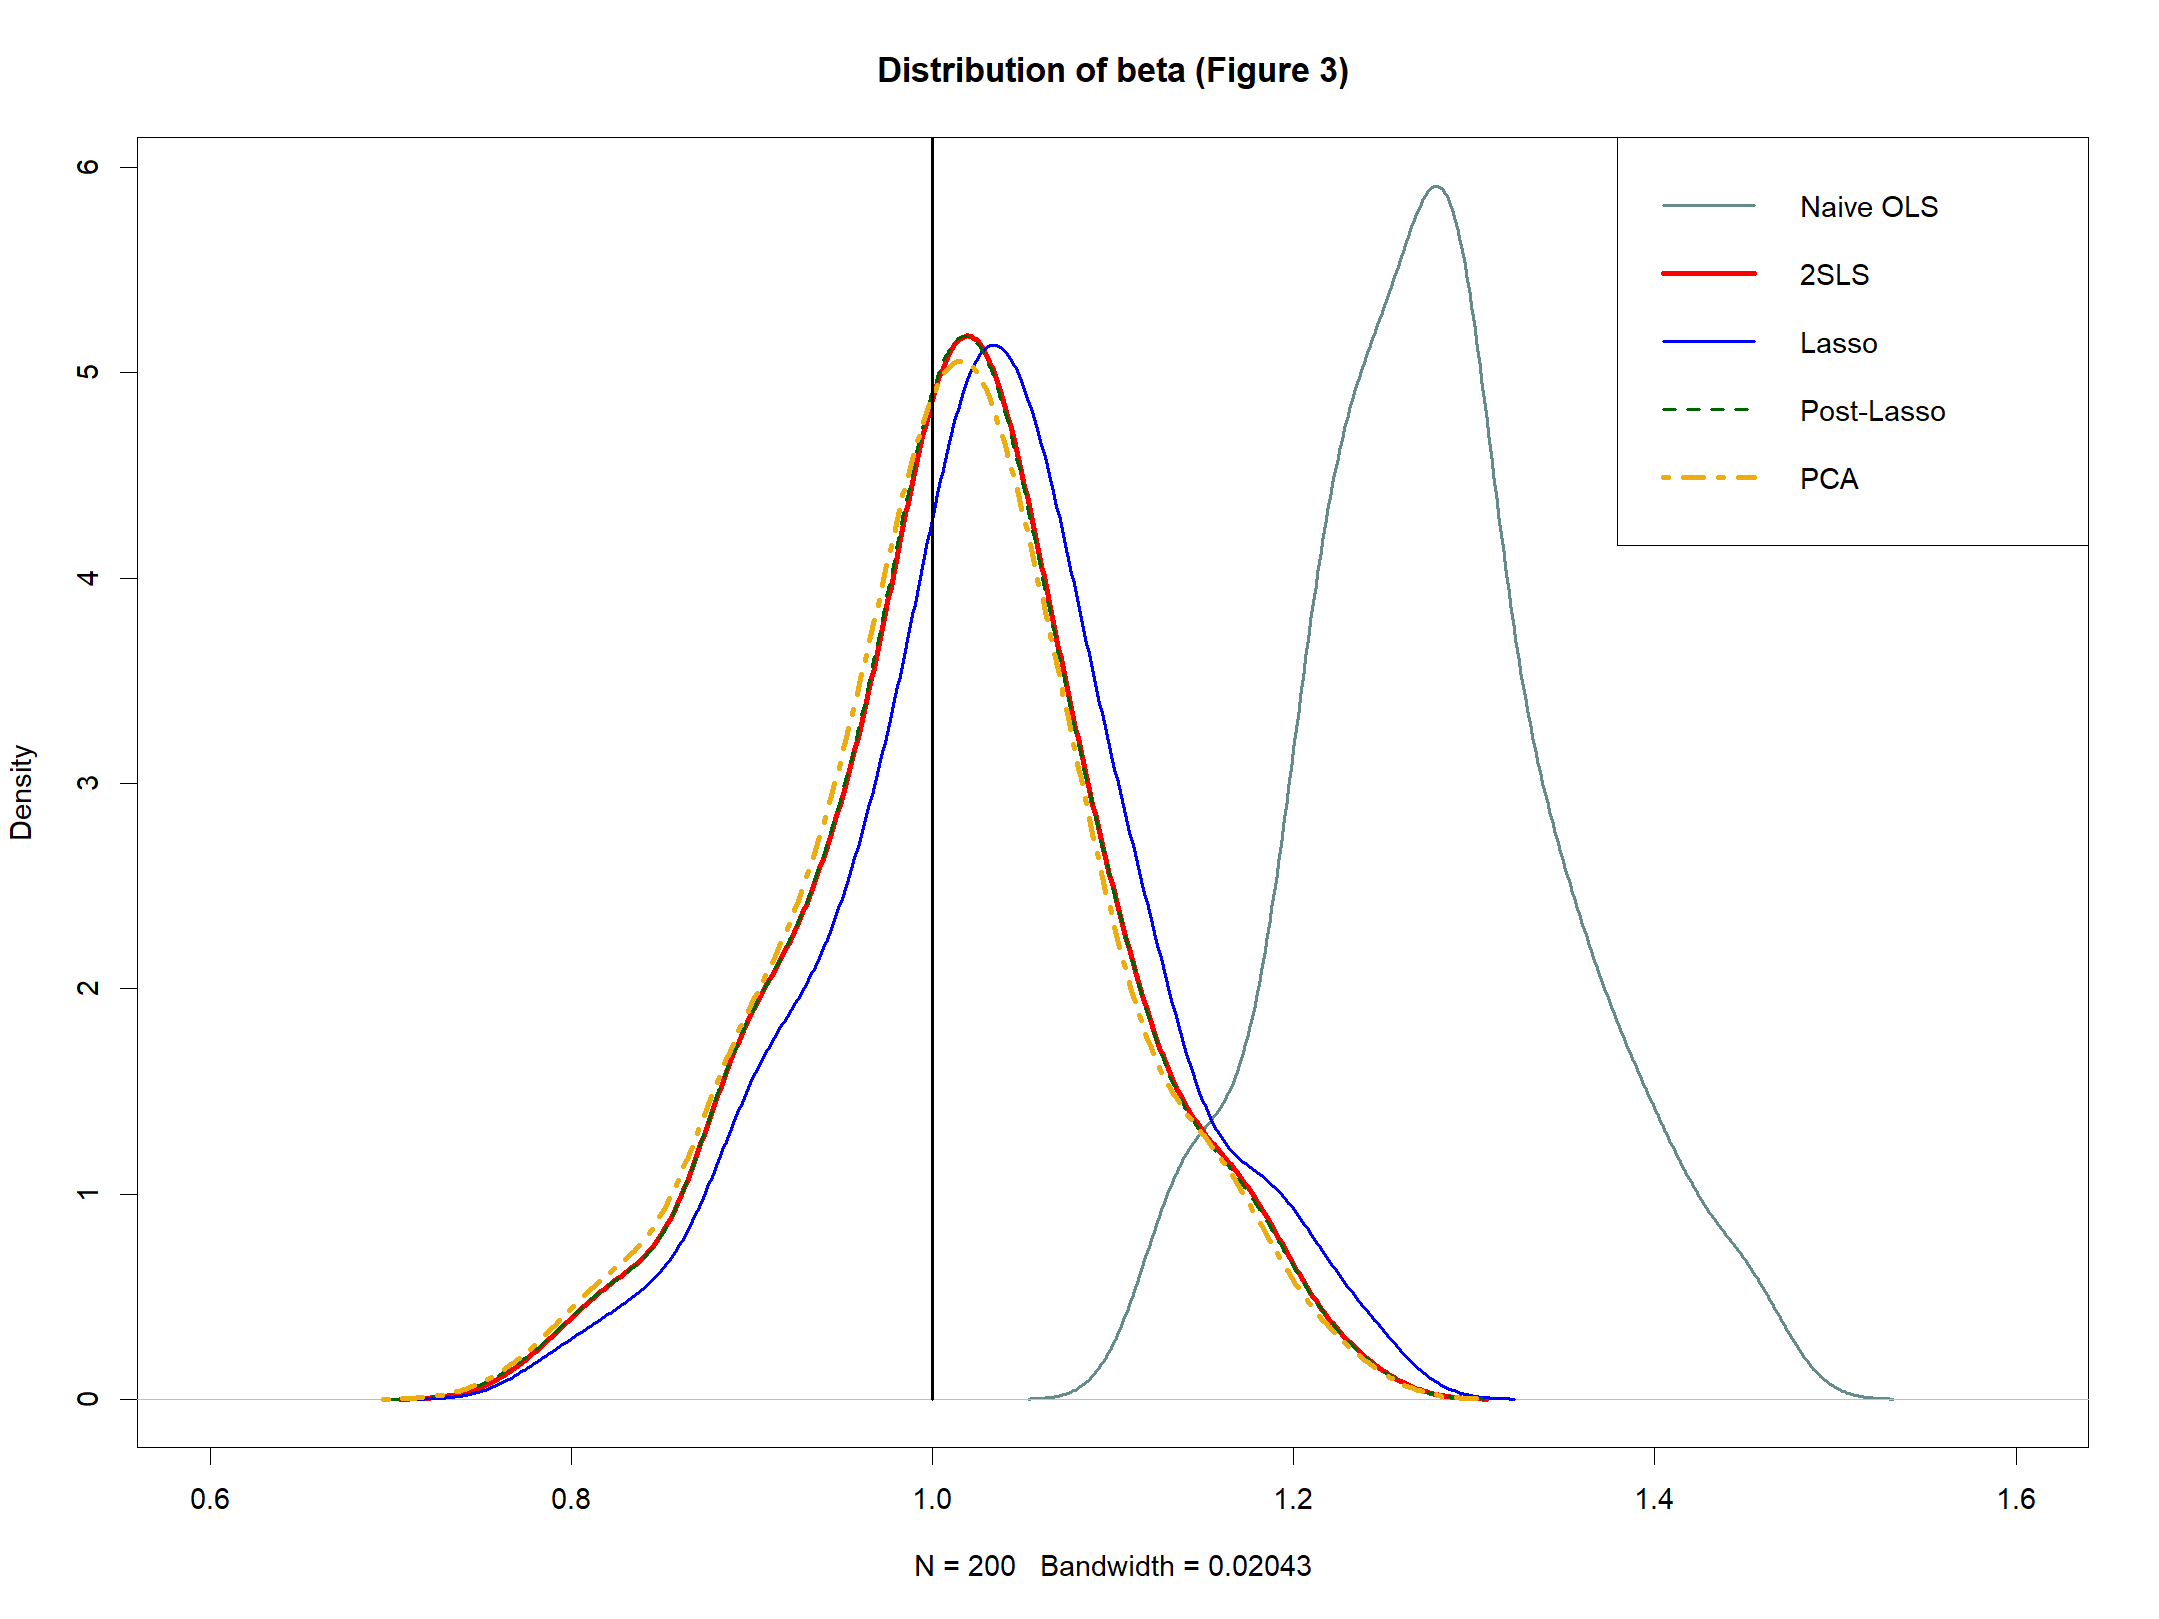 Distribution of beta (Figure 3)
Naive OLS
2SLS
Lasso
Post-Lasso
PCA
Density
6
5
4
3
2
1
0
0.6 0.8 1.0 1.2 1.4 1.6
N = 200 Bandwidth = 0.02043